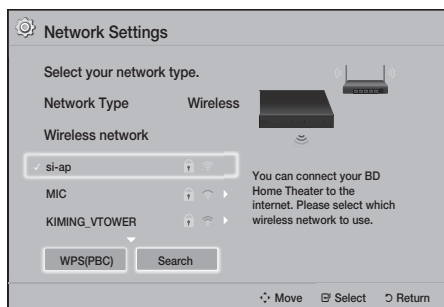 Network Settings
Select your network type.
Network Type Wireless
Wireless network
si-ap
MIC
KIMING_VTOWER
WPS(PBC) Search
You can connect your BD
Home Theater to the
internet. Please select which
wireless network to use.
Move Select Return